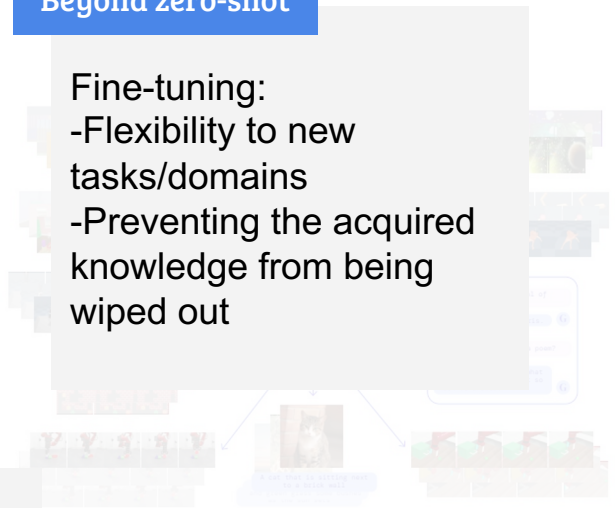 Beyond zero-shot
Fine-tuning:
-Flexibility to new
tasks/domains
-Preventing the acquired
knowledge from being
wiped out